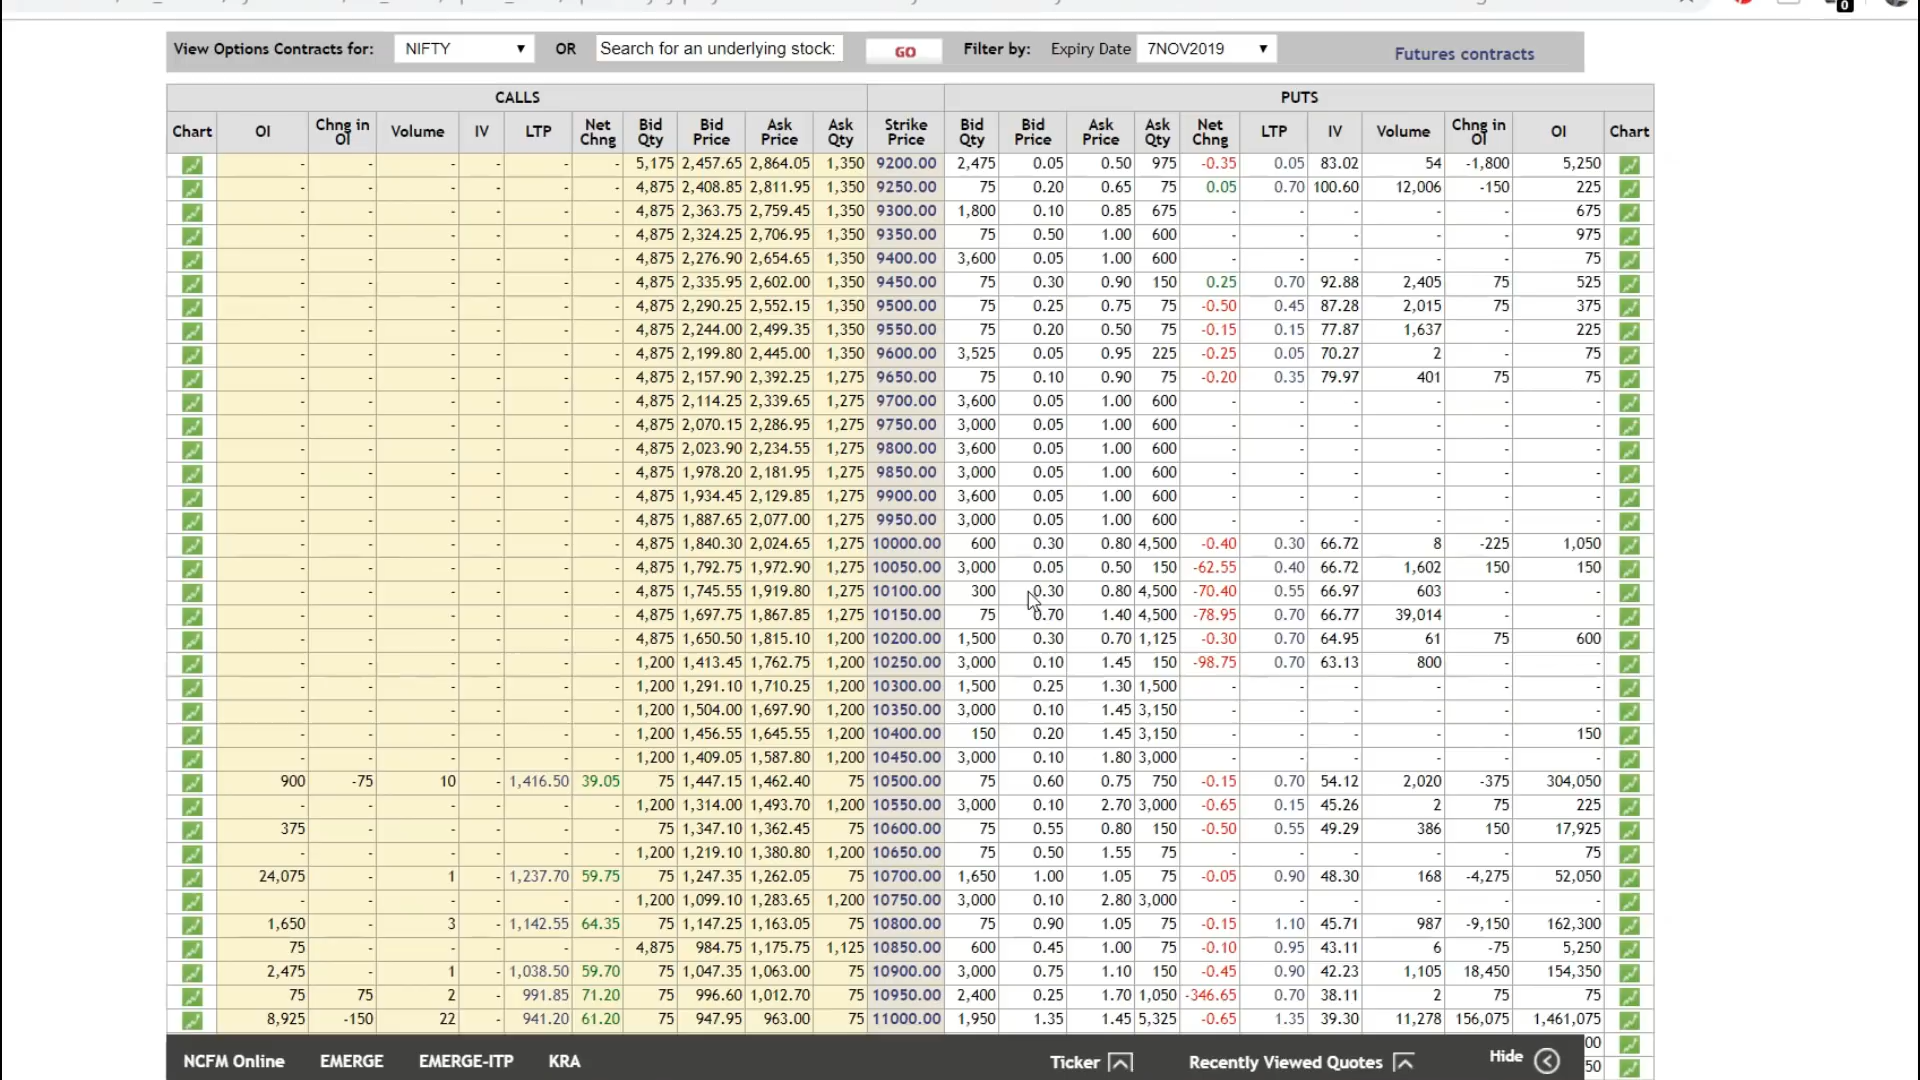 View Options Contracts for: NIFTY OR Search for an underlying stock: GO Filter by: Expiry Date 7NOV2019 Futures contracts
CALLS PUTS
Chart OI Chng in OI Volume IV LTP Net Chng Bid Qty Bid Price Ask Price Ask Qty Strike Price Bid Qty Bid Price Ask Price Ask Qty Net Chng LTP IV Volume Chng in OI OI Chart
- - - - - - 5,175 2,457.65 2,864.05 1,350 9200.00 2,475 0.05 0.50 975 -0.35 0.05 83.02 54 -1,800 5,250
- - - - - - 4,875 2,408.85 2,811.95 1,350 9250.00 75 0.20 0.65 75 0.05 0.70 100.60 12,006 -150 225
- - - - - - 4,875 2,363.75 2,759.45 1,350 9300.00 1,800 0.10 0.85 675 - - - - - 675
- - - - - - 4,875 2,324.25 2,706.95 1,350 9350.00 75 0.50 1.00 600 - - - - - 975
- - - - - - 4,875 2,276.90 2,654.65 1,350 9400.00 3,600 0.05 1.00 600 - - - - - 75
- - - - - - 4,875 2,335.95 2,602.00 1,350 9450.00 75 0.30 0.90 150 0.25 0.70 92.88 2,405 75 525
- - - - - - 4,875 2,290.25 2,552.15 1,350 9500.00 75 0.25 0.75 75 -0.50 0.45 87.28 2,015 75 375
- - - - - - 4,875 2,244.00 2,499.35 1,350 9550.00 75 0.20 0.50 75 -0.15 0.15 77.87 1,637 - 225
- - - - - - 4,875 2,199.80 2,445.00 1,350 9600.00 3,525 0.05 0.95 225 -0.25 0.05 70.27 2 - 75
- - - - - - 4,875 2,157.90 2,392.25 1,275 9650.00 75 0.10 0.90 75 -0.20 0.35 79.97 401 75 75
- - - - - - 4,875 2,114.25 2,339.65 1,275 9700.00 3,600 0.05 1.00 600 - - - - - -
- - - - - - 4,875 2,070.15 2,286.95 1,275 9750.00 3,000 0.05 1.00 600 - - - - - -
- - - - - - 4,875 2,023.90 2,234.55 1,275 9800.00 3,600 0.05 1.00 600 - - - - - -
- - - - - - 4,875 1,978.20 2,181.95 1,275 9850.00 3,000 0.05 1.00 600 - - - - - -
- - - - - - 4,875 1,934.45 2,129.85 1,275 9900.00 3,600 0.05 1.00 600 - - - - - -
- - - - - - 4,875 1,887.65 2,077.00 1,275 9950.00 3,000 0.05 1.00 600 - - - - - -
- - - - - - 4,875 1,840.30 2,024.65 1,275 10000.00 600 0.30 0.80 4,500 -0.40 0.30 66.72 8 -225 1,050
- - - - - - 4,875 1,792.75 1,972.90 1,275 10050.00 3,000 0.05 0.50 150 -62.55 0.40 66.72 1,602 150 150
- - - - - - 4,875 1,745.55 1,919.80 1,275 10100.00 300 0.30 0.80 4,500 -70.40 0.55 66.97 603 - -
- - - - - - 4,875 1,697.75 1,867.85 1,275 10150.00 75 0.70 1.40 4,500 -78.95 0.70 66.77 39,014 - -
- - - - - - 4,875 1,650.50 1,815.10 1,200 10200.00 1,500 0.30 0.70 1,125 -0.30 0.70 64.95 61 75 600
- - - - - - 1,200 1,413.45 1,762.75 1,200 10250.00 3,000 0.10 1.45 150 -98.75 0.70 63.13 800 - -
- - - - - - 1,200 1,291.10 1,710.25 1,200 10300.00 1,500 0.25 1.30 1,500 - - - - - -
- - - - - - 1,200 1,504.00 1,697.90 1,200 10350.00 3,000 0.10 1.45 3,150 - - - - - -
- - - - - - 1,200 1,456.55 1,645.55 1,200 10400.00 150 0.20 1.45 3,150 - - - - - 150
- - - - - - 1,200 1,409.05 1,587.80 1,200 10450.00 3,000 0.10 1.80 3,000 - - - - - -
900 -75 10 - 1,416.50 39.05 75 1,447.15 1,462.40 75 10500.00 75 0.60 0.75 750 -0.15 0.70 54.12 2,020 -375 304,050
- - - - - - 1,200 1,314.00 1,493.70 1,200 10550.00 3,000 0.10 2.70 3,000 -0.65 0.15 45.26 2 75 225
375 - - - - - 75 1,347.10 1,362.45 75 10600.00 75 0.55 0.80 150 -0.50 0.55 49.29 386 150 17,925
- - - - - - 1,200 1,219.10 1,380.80 1,200 10650.00 75 0.50 1.55 75 - - - - - 75
24,075 - 1 - 1,237.70 59.75 75 1,247.35 1,262.05 75 10700.00 1,650 1.00 1.05 75 -0.05 0.90 48.30 168 -4,275 52,050
- - - - - - 1,200 1,099.10 1,283.65 1,200 10750.00 3,000 0.10 2.80 3,000 - - - - - -
1,650 - 3 - 1,142.55 64.35 75 1,147.25 1,163.05 75 10800.00 75 0.90 1.05 75 -0.15 1.10 45.71 987 -9,150 162,300
75 - - - - - 4,875 984.75 1,175.75 1,125 10850.00 600 0.45 1.00 75 -0.10 0.95 43.11 6 -75 5,250
2,475 - 1 - 1,038.50 59.70 75 1,047.35 1,063.00 75 10900.00 3,000 0.75 1.10 150 -0.45 0.90 42.23 1,105 18,450 154,350
75 75 2 - 991.85 71.20 75 996.60 1,012.70 75 10950.00 2,400 0.25 1.70 1,050 -346.65 0.70 38.11 2 75 75
8,925 -150 22 - 941.20 61.20 75 947.95 963.00 75 11000.00 1,950 1.35 1.45 5,325 -0.65 1.35 39.30 11,278 156,075 1,461,075
NCFM Online EMERGE EMERGE-ITP KRA Ticker Recently Viewed Quotes Hide